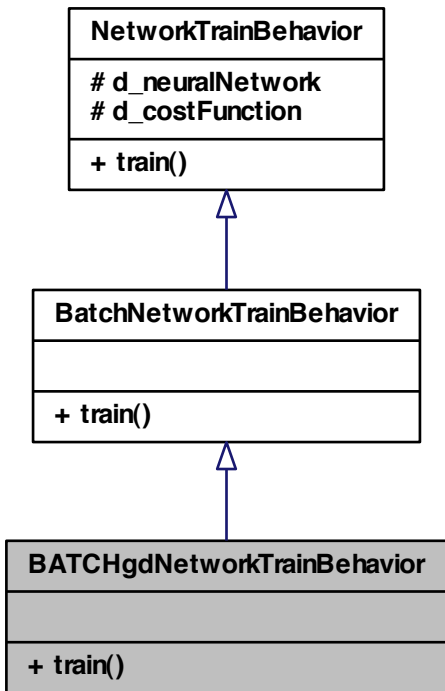 NetworkTrainBehavior
# d_neuralNetwork
# d_costFunction
+ train()
BatchNetworkTrainBehavior
+ train()
BATCHgdNetworkTrainBehavior
+ train()